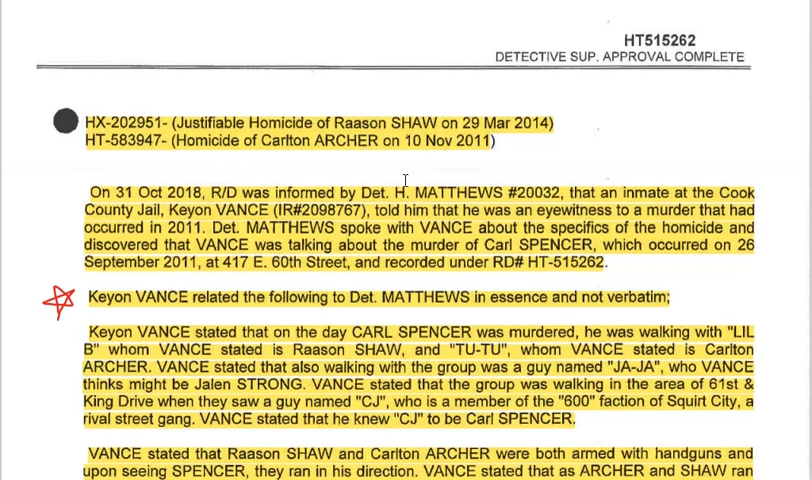 HT515262
DETECTIVE SUP. APPROVAL COMPLETE
HX-202951- (Justifiable Homicide of Raason SHAW on 29 Mar 2014)
HT-583947- (Homicide of Carlton ARCHER on 10 Nov 2011)
On 31 Oct 2018, R/D was informed by Det. H. MATTHEWS #20032, that an inmate at the Cook
County Jail, Keyon VANCE (IR#2098767), told him that he was an eyewitness to a murder that had
occurred in 2011. Det. MATTHEWS spoke with VANCE about the specifics of the homicide and
discovered that VANCE was talking about the murder of Carl SPENCER, which occurred on 26
September 2011, at 417 E. 60th Street, and recorded under RD# HT-515262.
Keyon VANCE related the following to Det. MATTHEWS in essence and not verbatim;
Keyon VANCE stated that on the day CARL SPENCER was murdered, he was walking with "LIL
B" whom VANCE stated is Raason SHAW, and "TU-TU", whom VANCE stated is Carlton
ARCHER. VANCE stated that also walking with the group was a guy named "JA-JA", who VANCE
thinks might be Jalen STRONG. VANCE stated that the group was walking in the area of 61st &
King Drive when they saw a guy named "CJ", who is a member of the "600" faction of Squirt City, a
rival street gang. VANCE stated that he knew "CJ" to be Carl SPENCER.
VANCE stated that Raason SHAW and Carlton ARCHER were both armed with handguns and
upon seeing SPENCER, they ran in his direction. VANCE stated that as ARCHER and SHAW ran